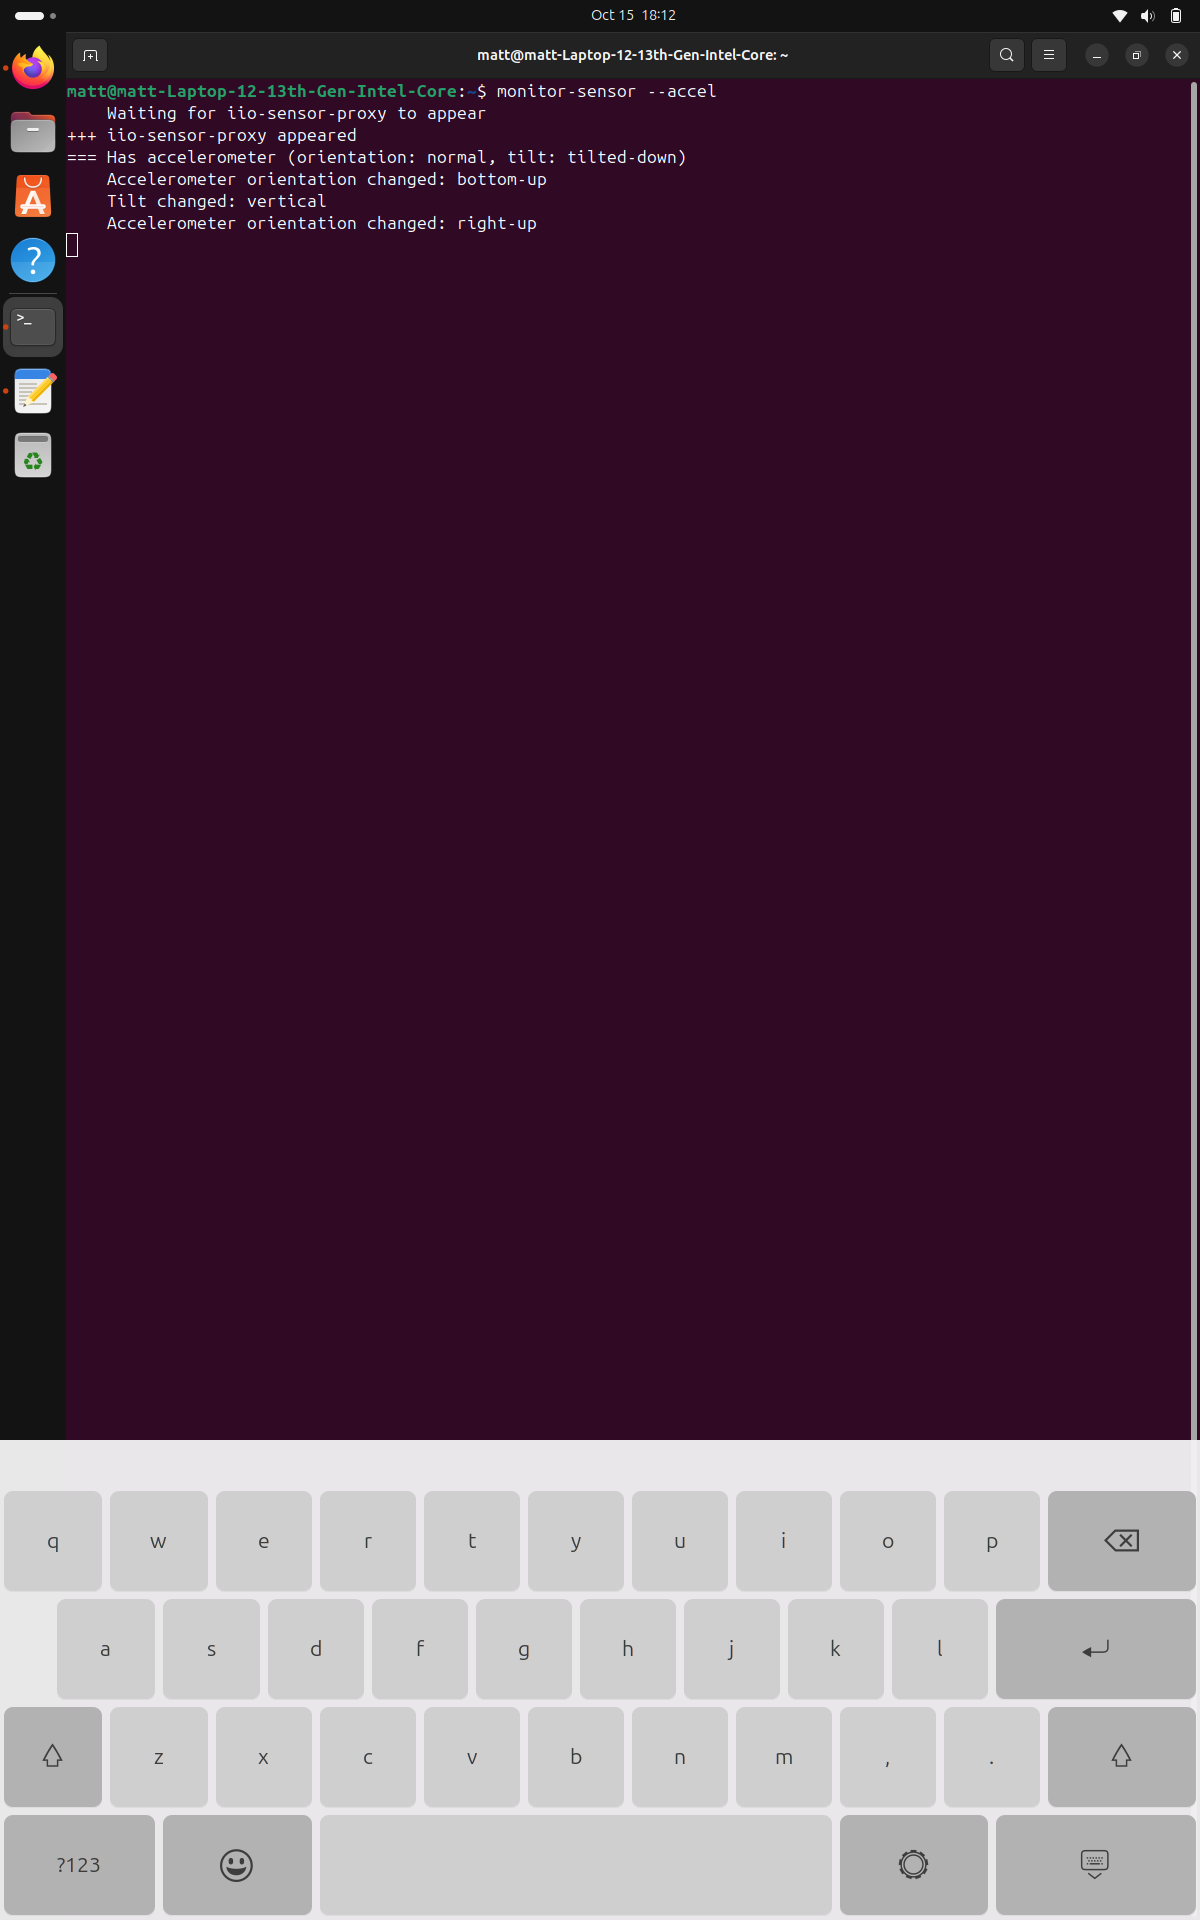 Oct 15 18:12
matt@matt-Laptop-12-13th-Gen-Intel-Core: ~
matt@matt-Laptop-12-13th-Gen-Intel-Core:~$ monitor-sensor --accel
Waiting for iio-sensor-proxy to appear
+++ iio-sensor-proxy appeared
=== Has accelerometer (orientation: normal, tilt: tilted-down)
Accelerometer orientation changed: bottom-up
Tilt changed: vertical
Accelerometer orientation changed: right-up
q w e r t y u i o p
a s d f g h j k l
z x c v b n m , .
?123